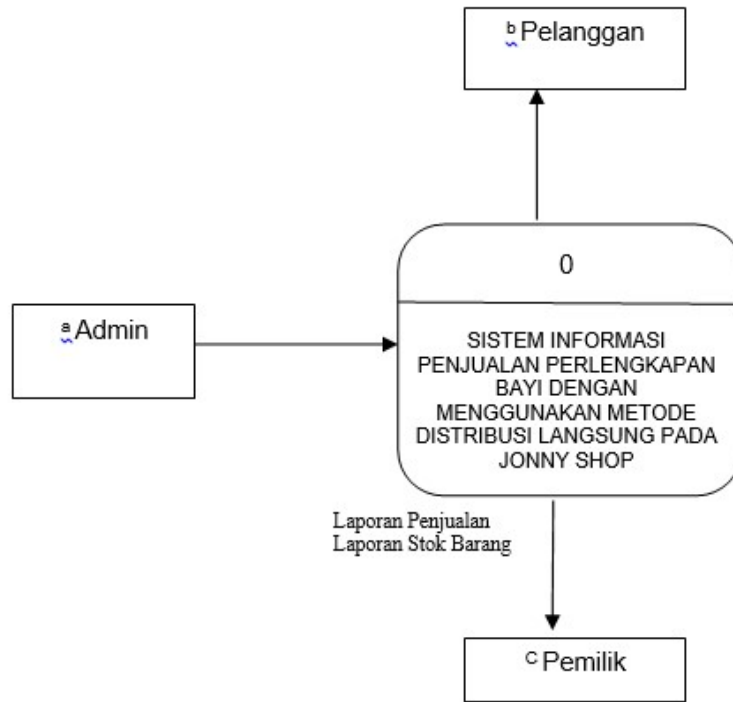 b Pelanggan
0
a Admin
SISTEM INFORMASI
PENJUALAN PERLENGKAPAN
BAYI DENGAN
MENGGUNAKAN METODE
DISTRIBUSI LANGSUNG PADA
JONNY SHOP
Laporan Penjualan
Laporan Stok Barang
C Pemilik